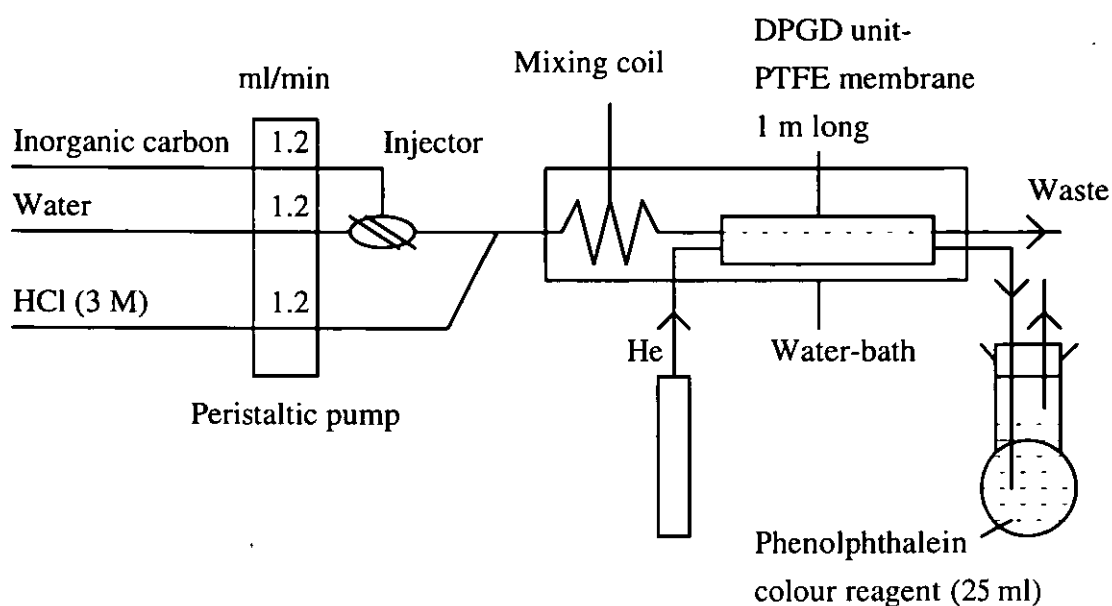 DPGD unit-
PTFE membrane
1 m long
Mixing coil
ml/min
Inorganic carbon
1.2
Injector
Water
1.2
Waste
HCl (3 M)
1.2
He
Water-bath
Peristaltic pump
Phenolphthalein
colour reagent (25 ml)